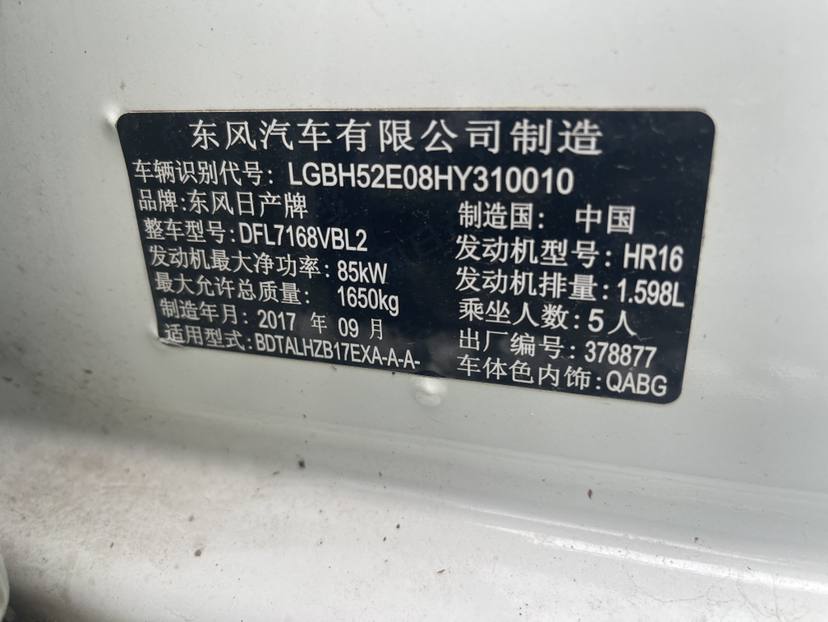 东风汽车有限公司制造
车辆识别代号: LGBH52E08HY310010
品牌:东风日产牌 制造国: 中国
整车型号:DFL7168VBL2 发动机型号:HR16
发动机最大净功率:85kW 发动机排量:1.598L
最大允许总质量: 1650kg 乘坐人数:5人
制造年月:2017 年 09 月 出厂编号:378877
适用型式:BDTALHZB17EXA-A-A- 车体色内饰:QABG